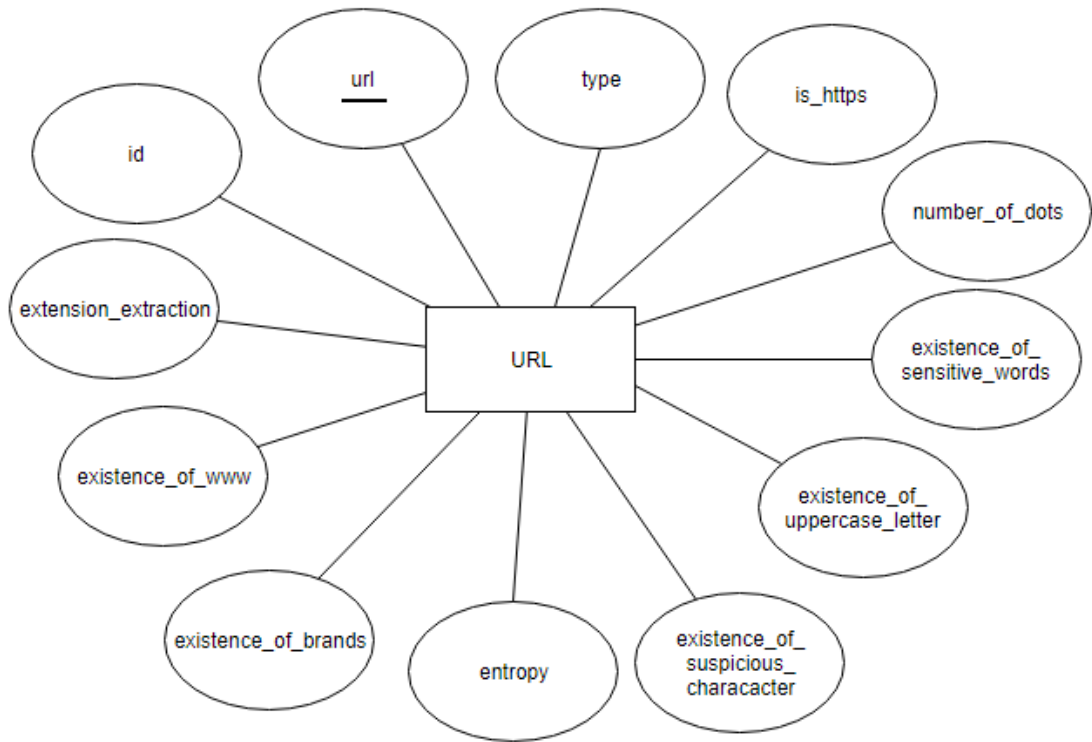 url
type
is_https
id
number_of_dots
extension_extraction
URL
existence_of_
sensitive_words
existence_of_www
existence_of_
uppercase_letter
existence_of_brands
entropy
existence_of_
suspicious_
characacter